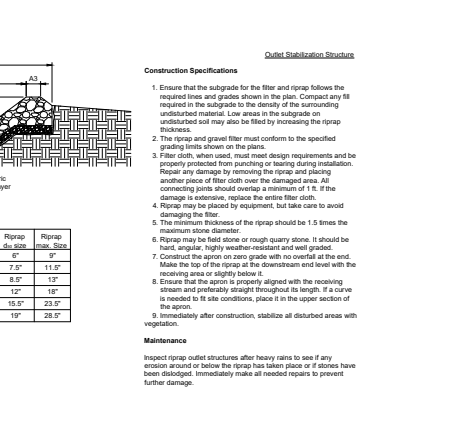 Outlet Stabilization Structure
A3
ric
yer
Riprap Riprap
d50 size max. Size
6" 9"
7.5" 11.5"
8.5" 13"
12" 18"
15.5" 23.5"
19" 28.5"
Construction Specifications
1. Ensure that the subgrade for the filter and riprap follows the
required lines and grades shown in the plan. Compact any fill
required in the subgrade to the density of the surrounding
undisturbed material. Low areas in the subgrade on
undisturbed soil may also be filled by increasing the riprap
thickness.
2. The riprap and gravel filter must conform to the specified
grading limits shown on the plans.
3. Filter cloth, when used, must meet design requirements and be
properly protected from punching or tearing during installation.
Repair any damage by removing the riprap and placing
another piece of filter cloth over the damaged area. All
connecting joints should overlap a minimum of 1 ft. If the
damage is extensive, replace the entire filter cloth.
4. Riprap may be placed by equipment, but take care to avoid
damaging the filter.
5. The minimum thickness of the riprap should be 1.5 times the
maximum stone diameter.
6. Riprap may be field stone or rough quarry stone. It should be
hard, angular, highly weather-resistant and well graded.
7. Construct the apron on zero grade with no overfall at the end.
Make the top of the riprap at the downstream end level with the
receiving area or slightly below it.
8. Ensure that the apron is properly aligned with the receiving
stream and preferably straight throughout its length. If a curve
is needed to fit site conditions, place it in the upper section of
the apron.
9. Immediately after construction, stabilize all disturbed areas with
vegetation.
Maintenance
Inspect riprap outlet structures after heavy rains to see if any
erosion around or below the riprap has taken place or if stones have
been dislodged. Immediately make all needed repairs to prevent
further damage.